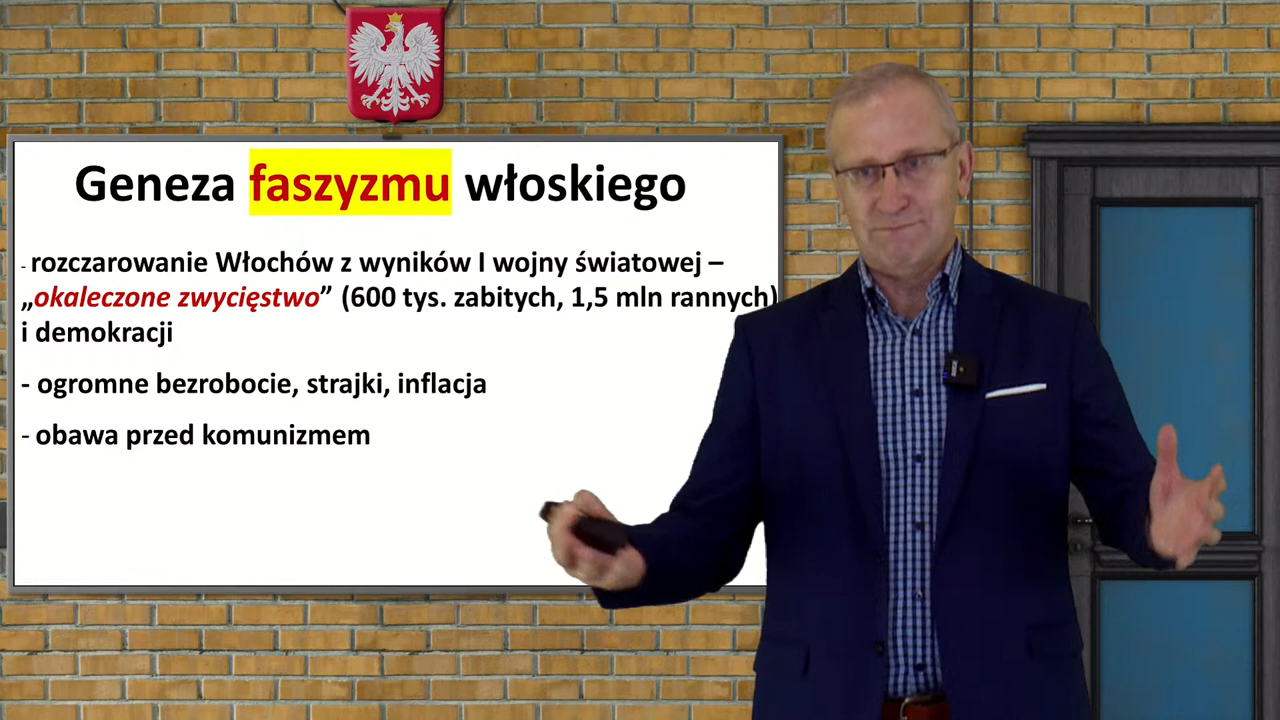 Geneza faszyzmu włoskiego
- rozczarowanie Włochów z wyników I wojny światowej –
„okaleczone zwycięstwo” (600 tys. zabitych, 1,5 mln rannych)
i demokracji
- ogromne bezrobocie, strajki, inflacja
- obawa przed komunizmem